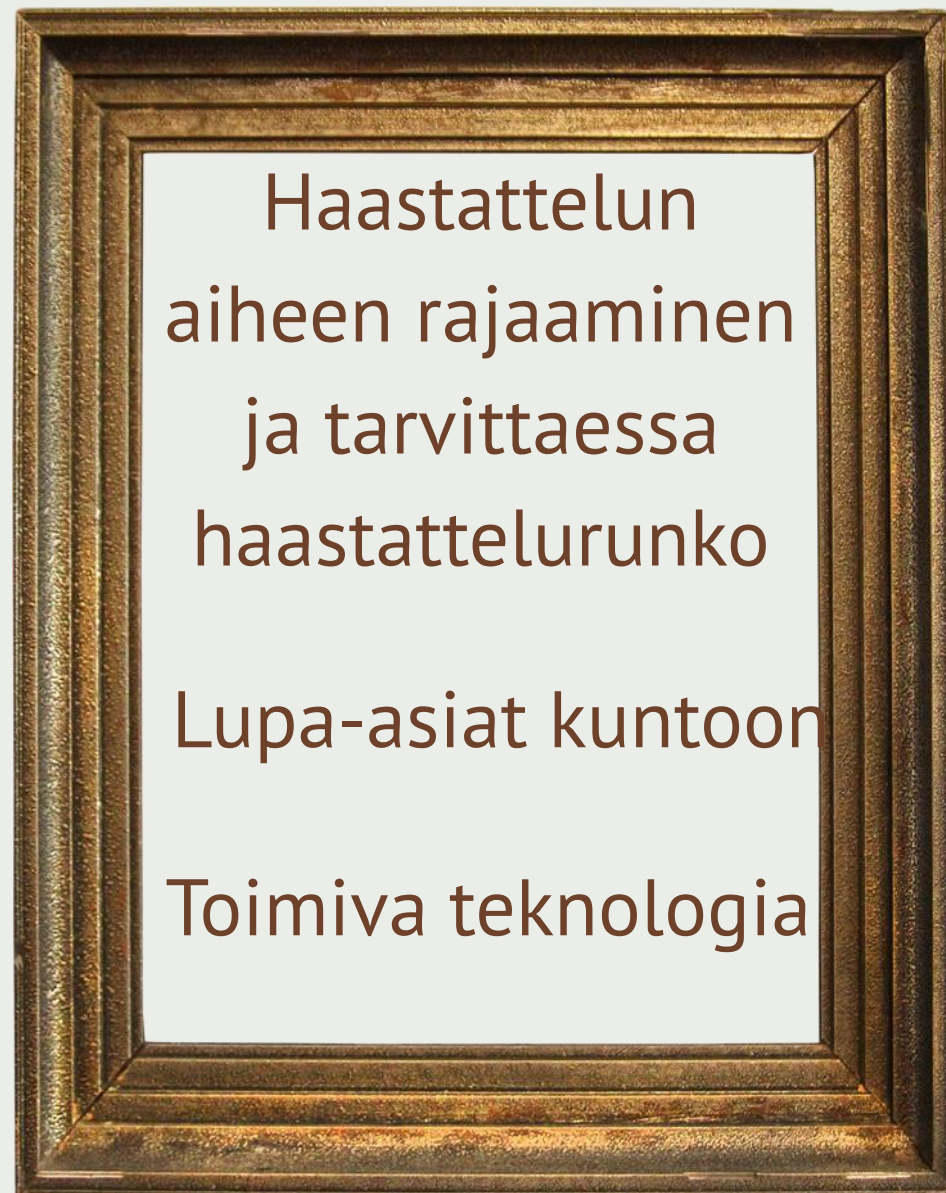 Haastattelun
aiheen rajaaminen
ja tarvittaessa
haastattelurunko
Lupa-asiat kuntoon
Toimiva teknologia